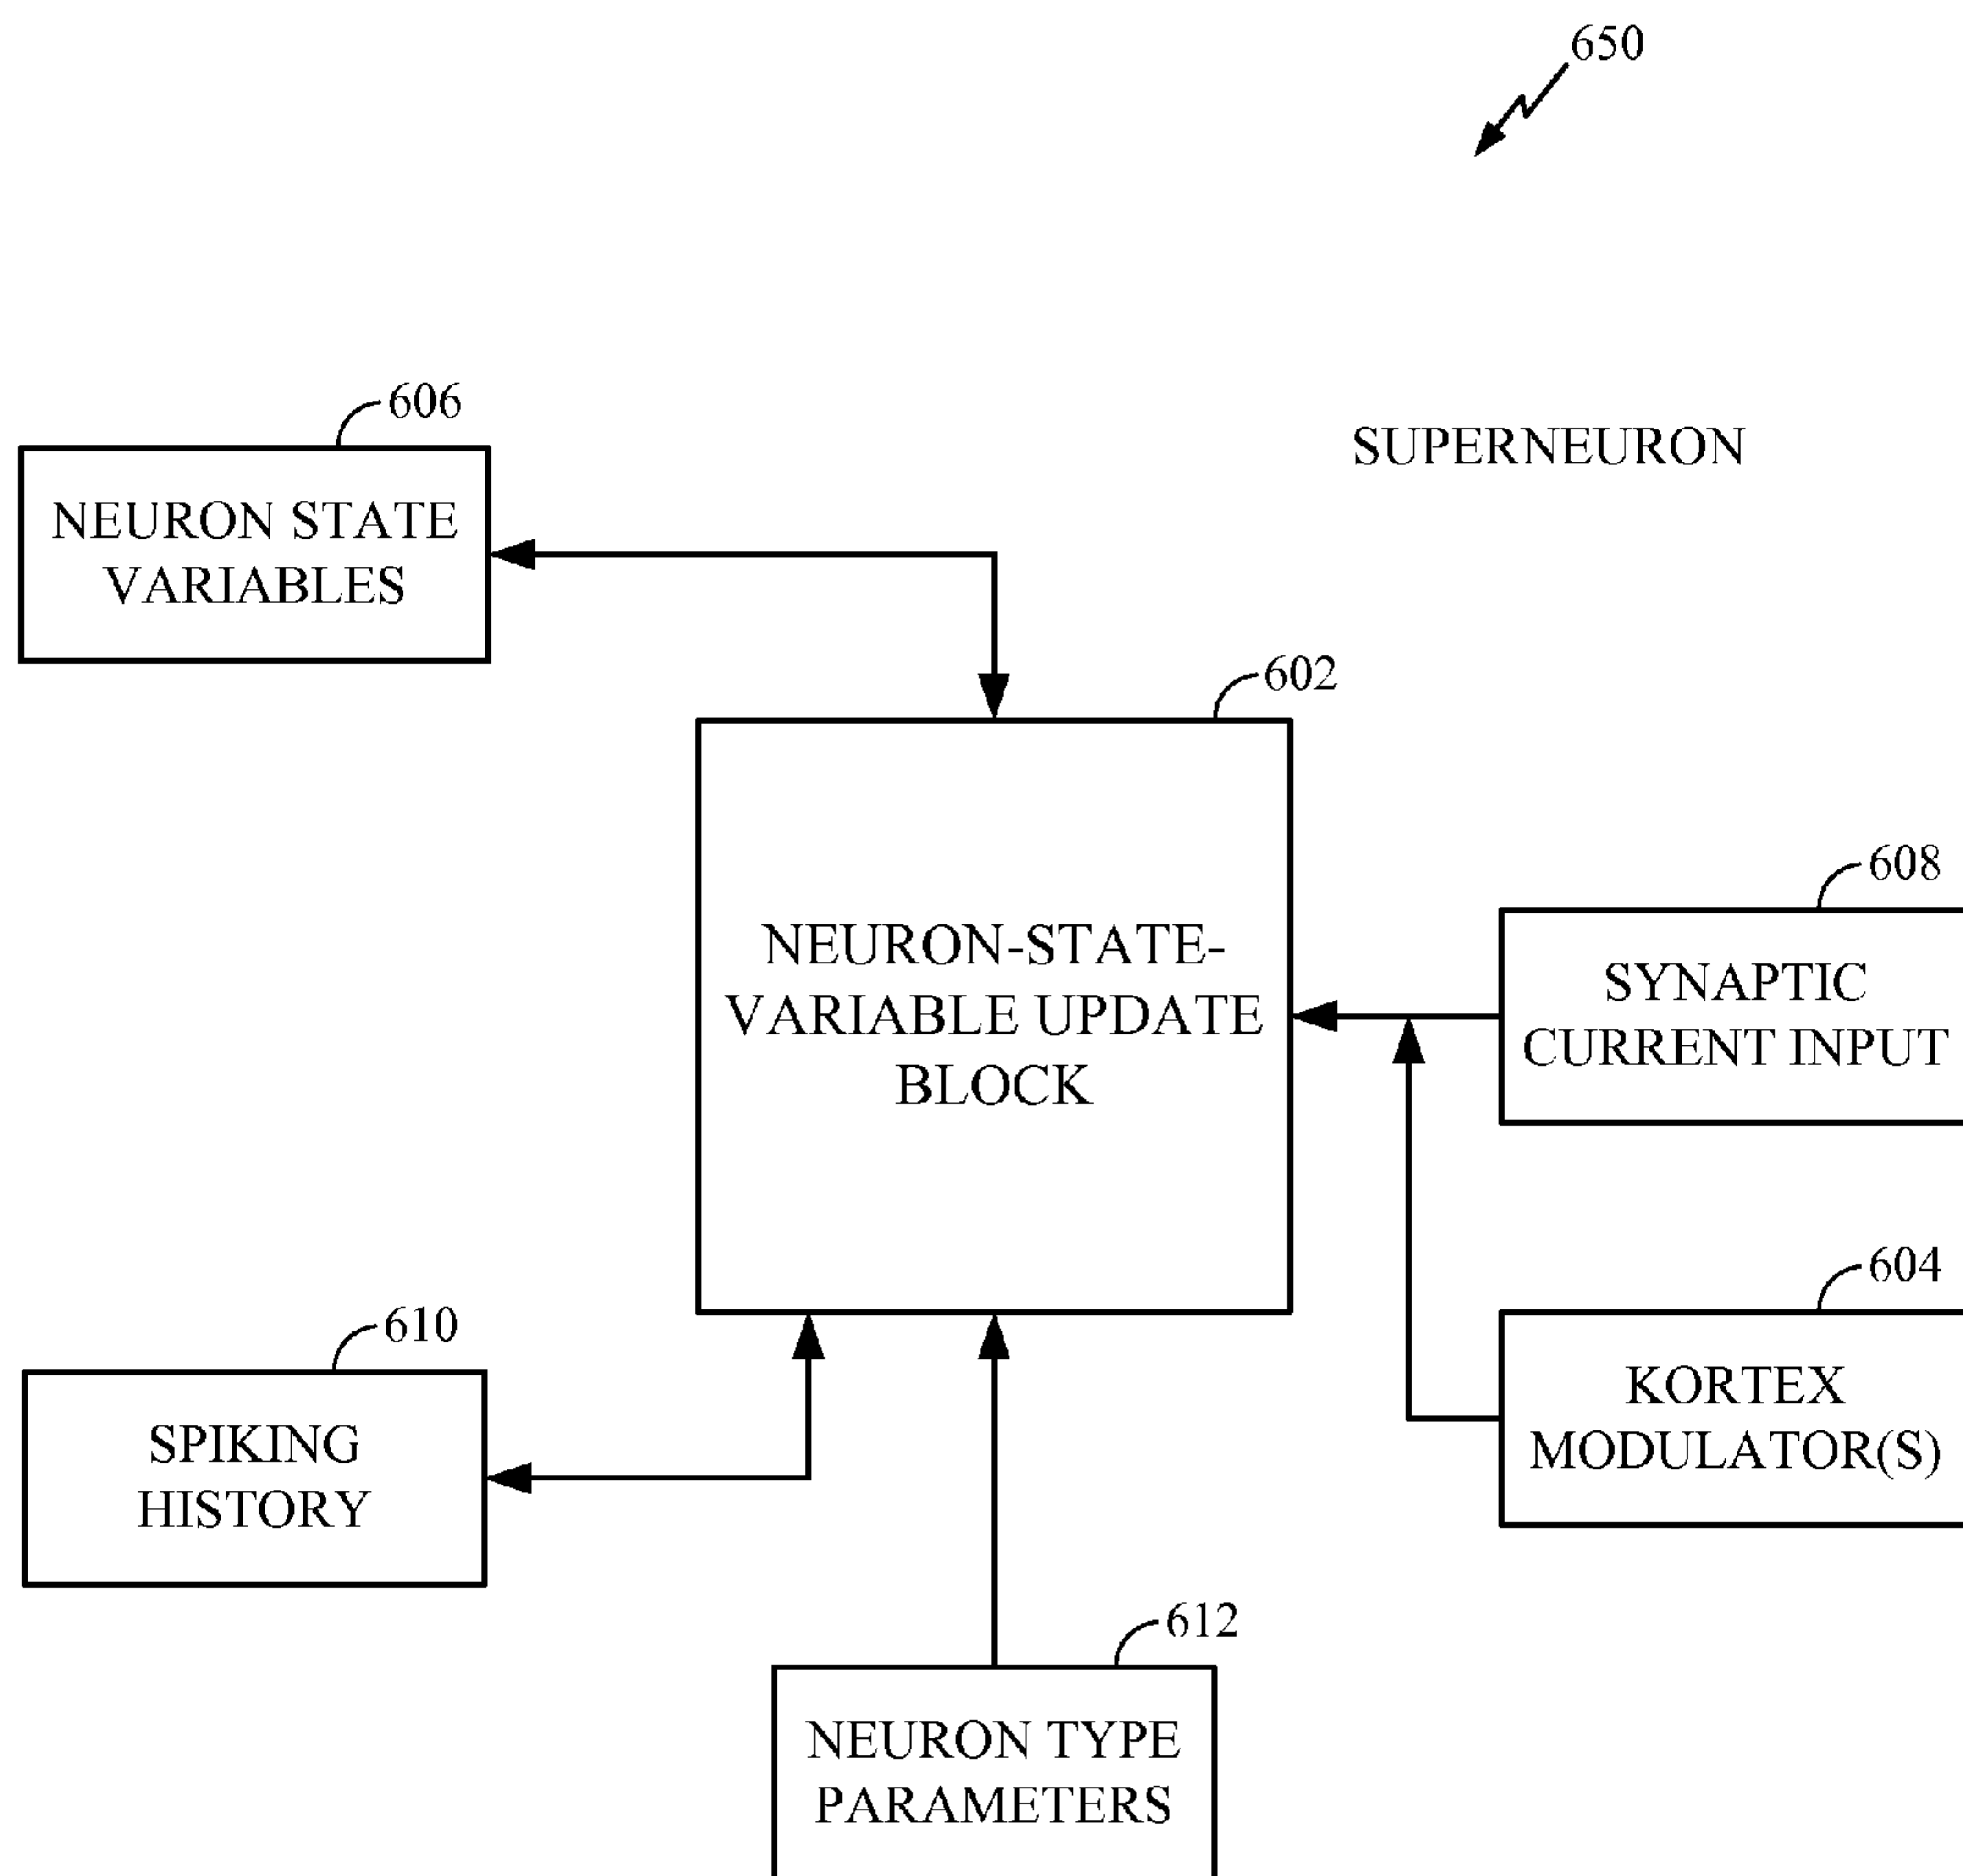 650
606
SUPERNEURON
NEURON STATE
VARIABLES
602
608
NEURON-STATE-
VARIABLE UPDATE
BLOCK
SYNAPTIC
CURRENT INPUT
604
610
KORTEX
MODULATOR(S)
SPIKING
HISTORY
612
NEURON TYPE
PARAMETERS